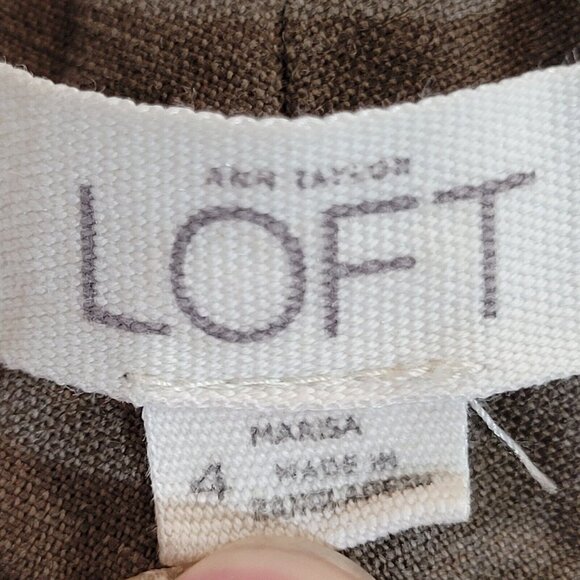 ANN TAYLOR
LOFT
MARISA
4 MADE IN
BANGLADESH